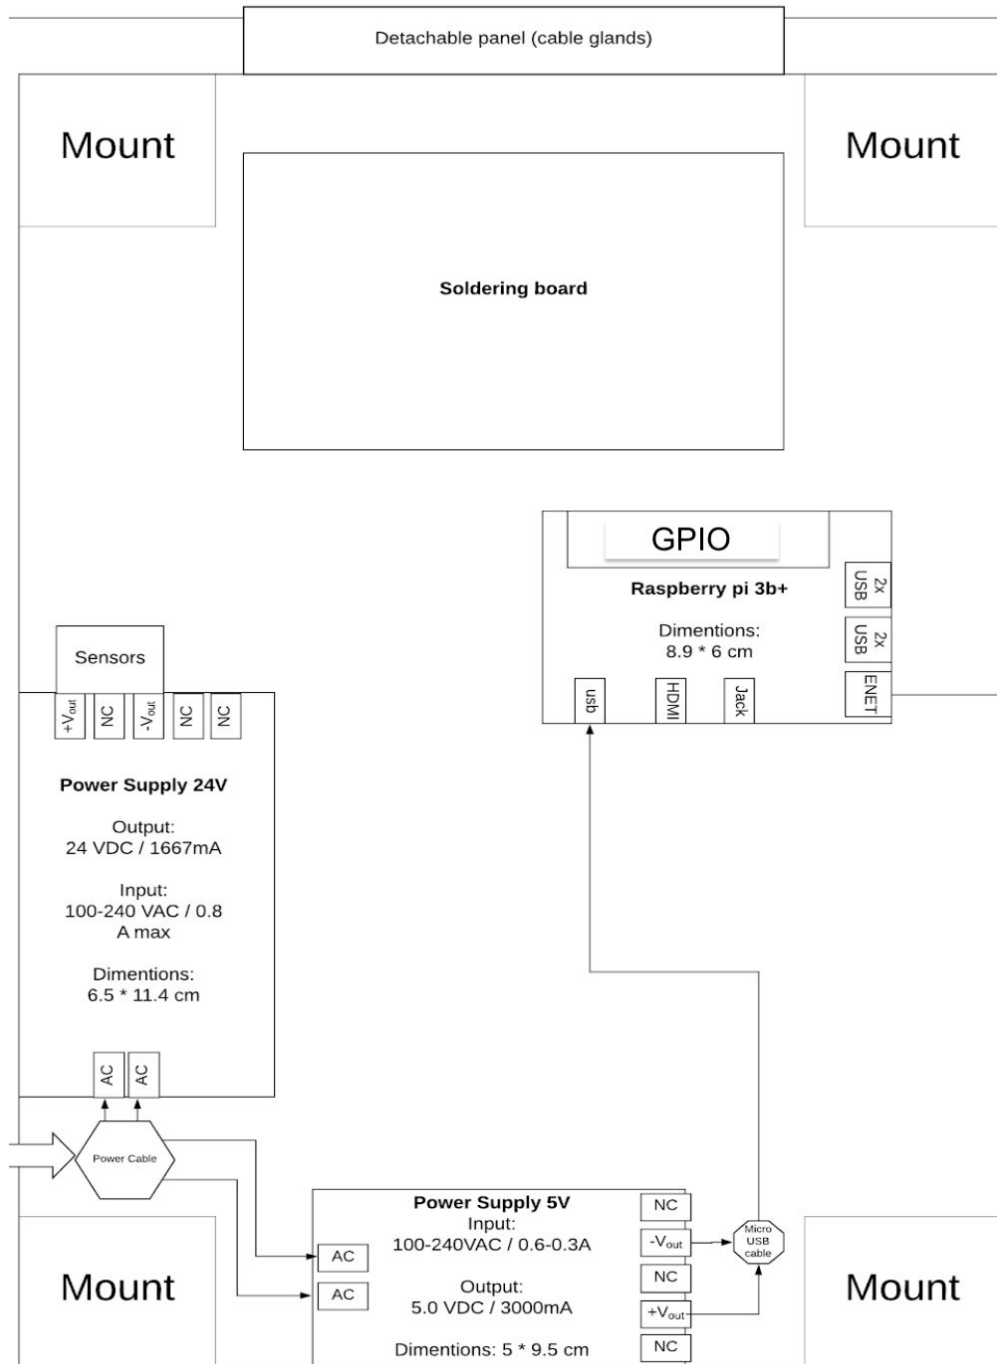 Detachable panel (cable glands)
Mount
Mount
Soldering board
GPIO
Raspberry pi 3b+
Dimentions:
8.9 * 6 cm
2x
USB
2x
USB
ENET
usb
HDMI
Jack
Sensors
+Vout
NC
-Vout
NC
NC
Power Supply 24V
Output:
24 VDC / 1667mA
Input:
100-240 VAC / 0.8
A max
Dimentions:
6.5 * 11.4 cm
AC
AC
Power Cable
Power Supply 5V
Input:
100-240VAC / 0.6-0.3A
Output:
5.0 VDC / 3000mA
Dimentions: 5 * 9.5 cm
AC
AC
NC
-Vout
NC
+Vout
NC
Micro
USB
cable
Mount
Mount